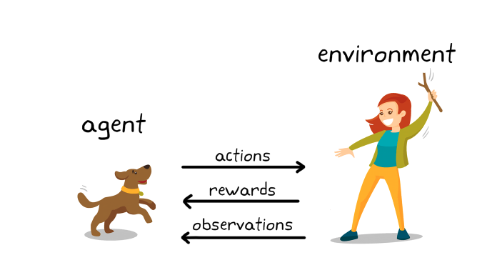 environment
agent
actions
rewards
observations